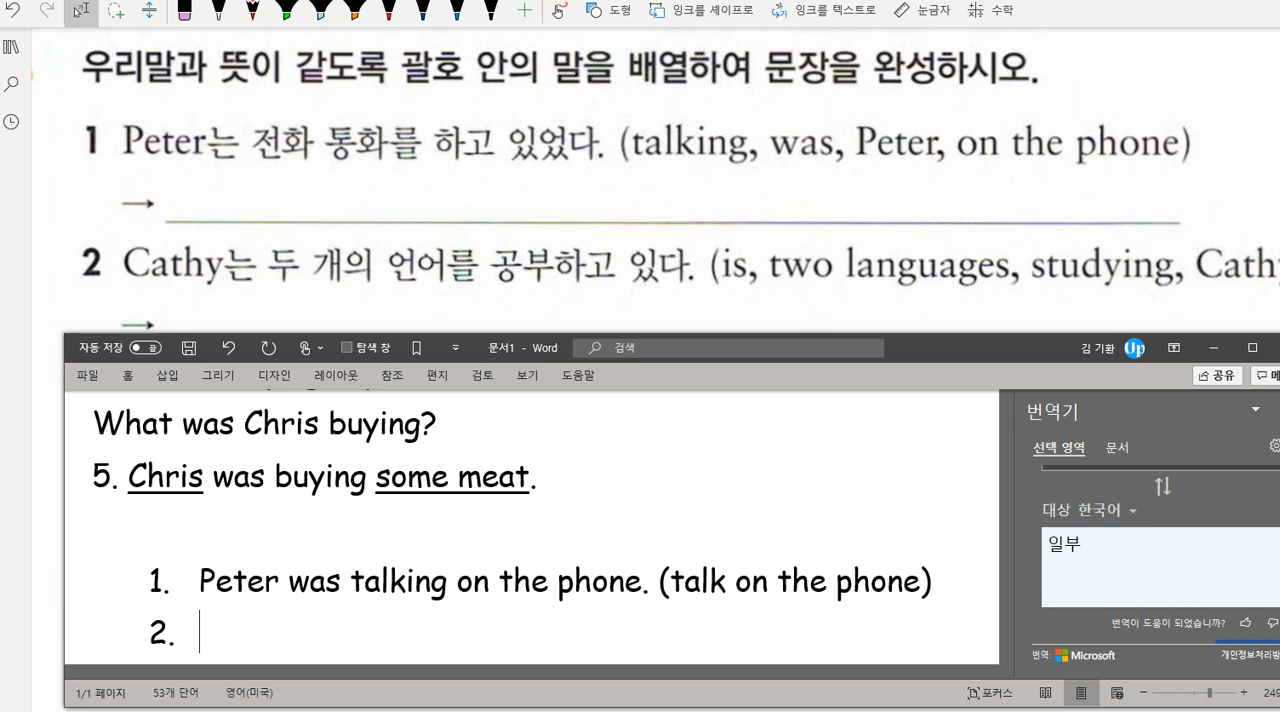 도형
잉크를 셰이프로
잉크를 텍스트로
눈금자
수학
우리말과 뜻이 같도록 괄호 안의 말을 배열하여 문장을 완성하시오.
1 Peter는 전화 통화를 하고 있었다. (talking, was, Peter, on the phone)
→
2 Cathy는 두 개의 언어를 공부하고 있다. (is, two languages, studying, Cathy
→
자동 저장 끔
탐색 창
문서1 - Word
검색
김 기환
Up
파일 홈 삽입 그리기 디자인 레이아웃 참조 편지 검토 보기 도움말
공유
메
What was Chris buying?
5. Chris was buying some meat.
1. Peter was talking on the phone. (talk on the phone)
2.
번역기
선택 영역 문서
대상 한국어
일부
번역이 도움이 되었습니까?
번역: Microsoft
개인정보처리방
1/1 페이지 53개 단어 영어(미국)
포커스
249